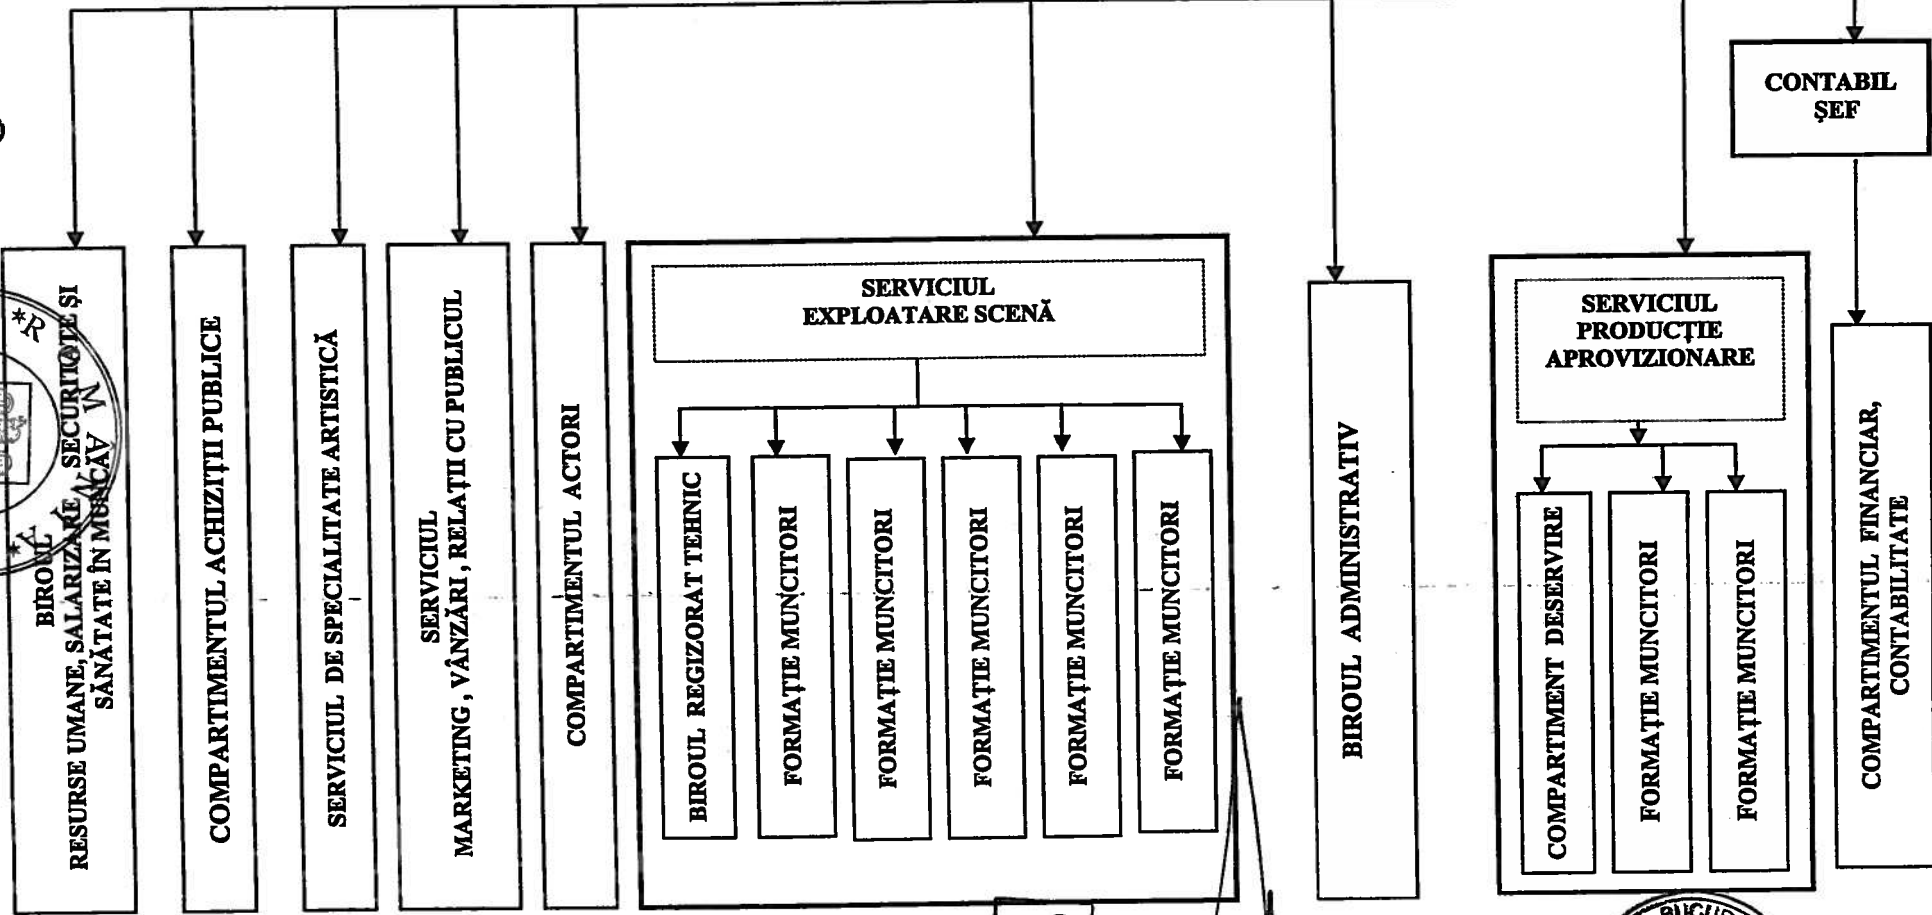 CONTABIL
ŞEF
BIROUL
RESURSE UMANE, SALARIZARE, SECURITATE ŞI
SĂNĂTATE ÎN MUNCĂ
COMPARTIMENTUL ACHIZIŢII PUBLICE
SERVICIUL DE SPECIALITATE ARTISTICĂ
SERVICIUL
MARKETING , VÂNZĂRI , RELAŢII CU PUBLICUL
COMPARTIMENTUL ACTORI
SERVICIUL
EXPLOATARE SCENĂ
BIROUL REGIZORAT TEHNIC
FORMAŢIE MUNCITORI
FORMAŢIE MUNCITORI
FORMAŢIE MUNCITORI
FORMAŢIE MUNCITORI
FORMAŢIE MUNCITORI
BIROUL ADMINISTRATIV
SERVICIUL
PRODUCŢIE
APROVIZIONARE
COMPARTIMENT DESERVIRE
FORMAŢIE MUNCITORI
FORMAŢIE MUNCITORI
COMPARTIMENTUL FINANCIAR,
CONTABILITATE